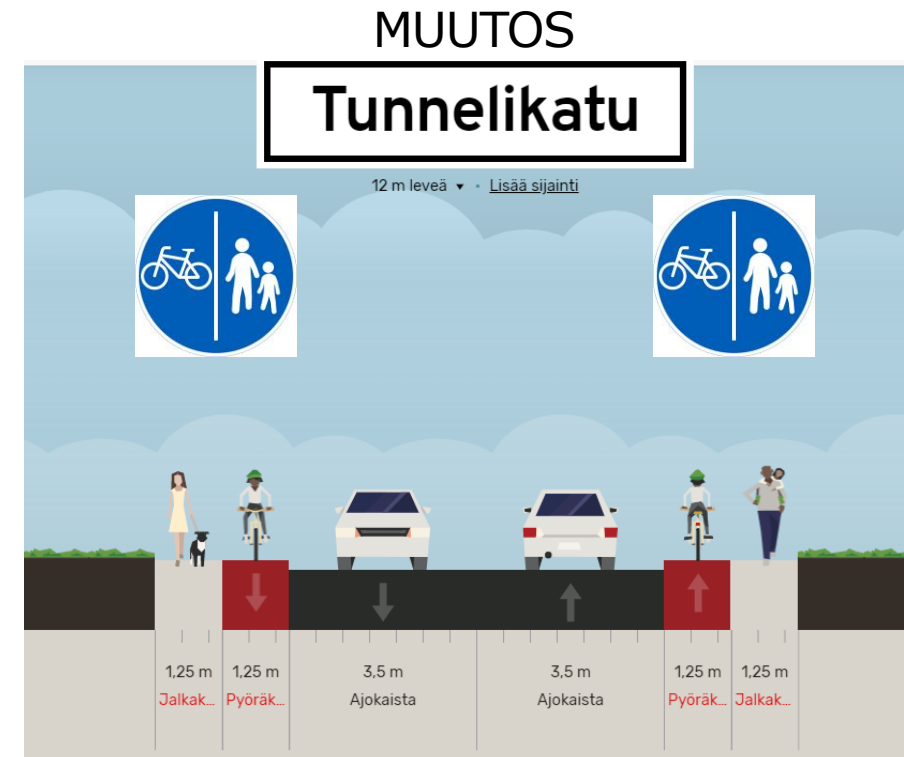 MUUTOS
Tunnelikatu
12 m leveä ▾ • Lisää sijainti
1,25 m 1,25 m 3,5 m 3,5 m 1,25 m 1,25 m
Jalkak... Pyöräk... Ajokaista Ajokaista Pyöräk... Jalkak...